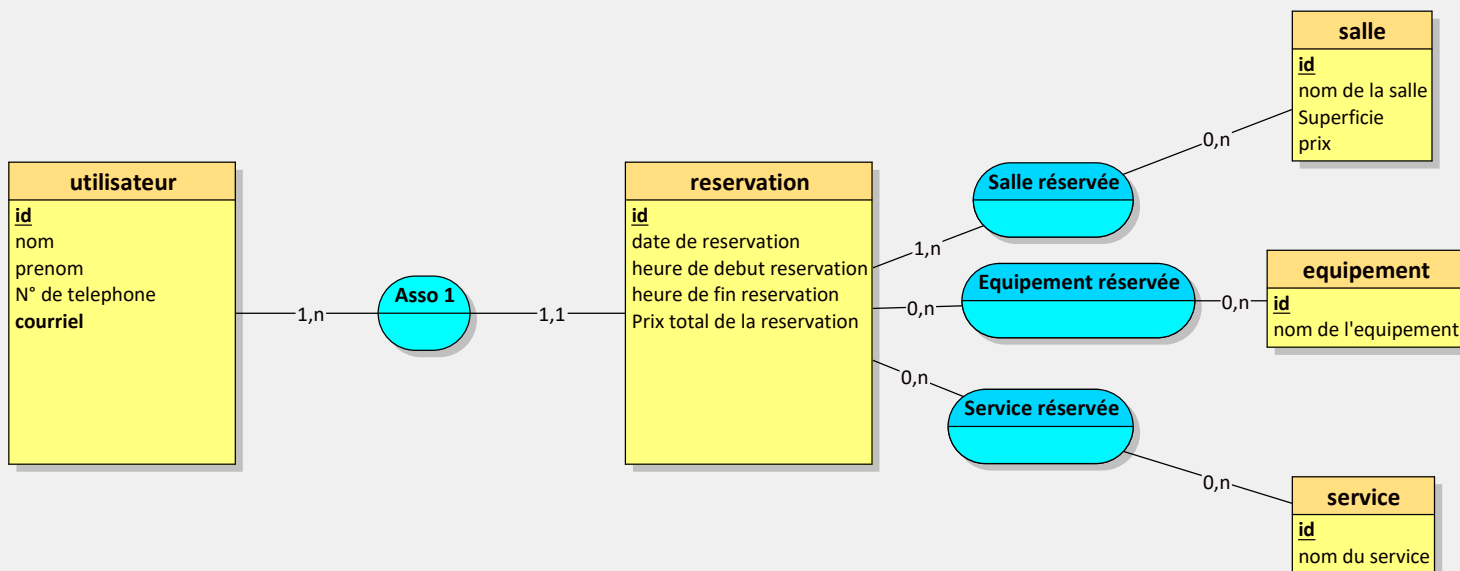 utilisateur
id
nom
prenom
N° de telephone
courriel
1,n
Asso 1
1,1
reservation
id
date de reservation
heure de debut reservation
heure de fin reservation
Prix total de la reservation
1,n
Salle réservée
0,n
salle
id
nom de la salle
Superficie
prix
0,n
Equipement réservée
0,n
equipement
id
nom de l'equipement
0,n
Service réservée
0,n
service
id
nom du service